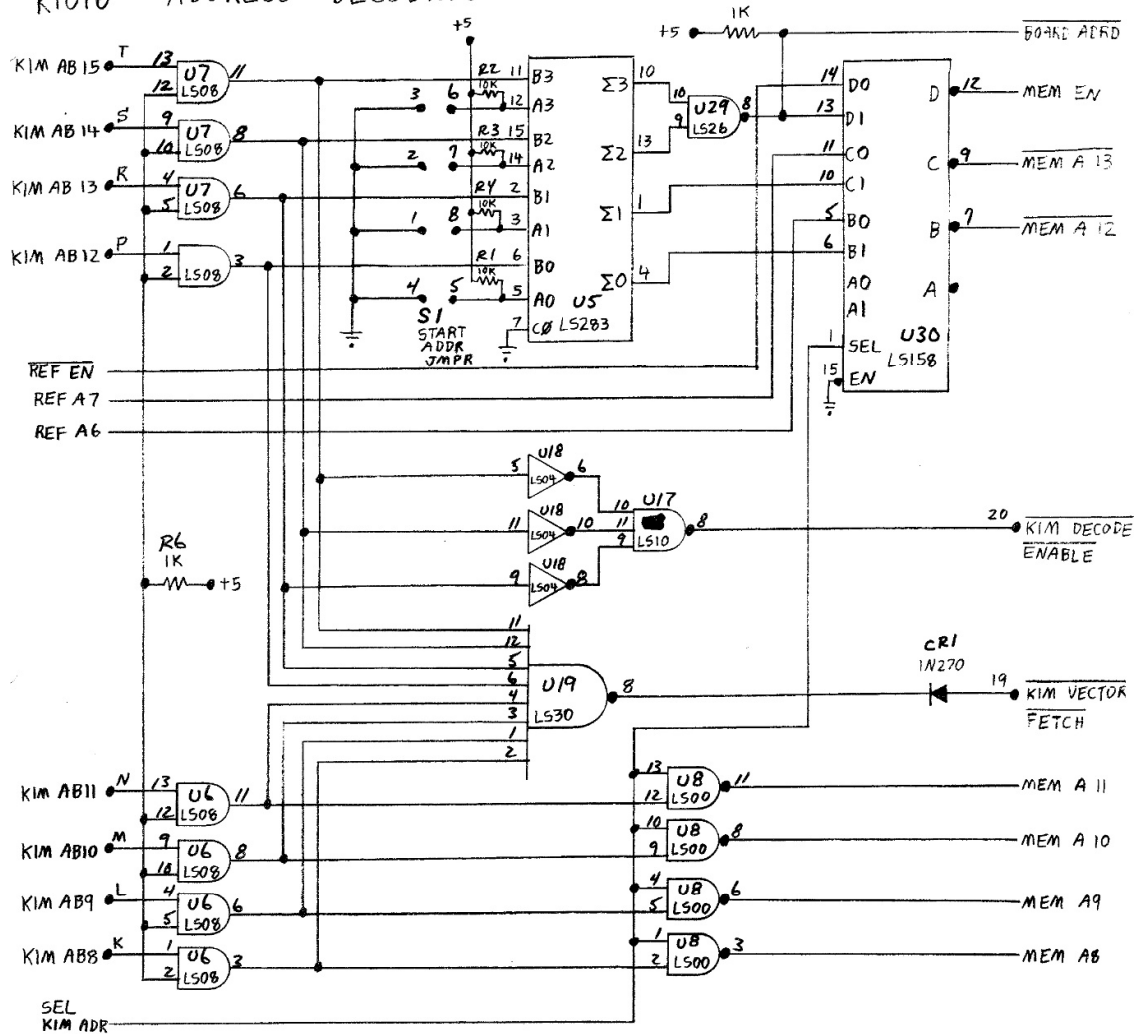 K1016 ADDRESS DECODING
+5
1K
+5
BOARD ADRD
KIM AB 15 T 13 12 U7 LS08 11
KIM AB 14 S 9 10 U7 LS08 8
KIM AB 13 R 4 5 U7 LS08 6
KIM AB12 P 1 2 LS08 3
R2 10K
R3 10K
R4 10K
R1 10K
3 6
2 7
1 8
4 5
S1
START
ADDR
JMPR
11 B3
12 A3
15 B2
14 A2
2 B1
3 A1
6 B0
5 A0
7 CØ
U5
LS283
Σ3 10
Σ2 13
Σ1 1
Σ0 4
10 9 U29 LS26 8
14 D0
13 D1
11 C0
10 C1
5 B0
6 B1
A0
A1
1 SEL
15 EN
U30
LS158
D 12 MEM EN
C 9 MEM A 13
B 7 MEM A 12
A
REF EN
REF A7
REF A6
5 U18 LS04 6
11 U18 LS04 10
9 U18 LS04 8
10 11 9 U17 LS10 8
20 KIM DECODE
ENABLE
R6
1K
+5
11
12
5
6
4
3
1
2
U19
LS30
8
CR1
1N270
19 KIM VECTOR
FETCH
KIM AB11 N 13 12 U6 LS08 11
13 12 U8 LS00 11 MEM A 11
KIM AB10 M 9 10 U6 LS08 8
10 9 U8 LS00 8 MEM A 10
KIM AB9 L 4 5 U6 LS08 6
4 5 U8 LS00 6 MEM A9
KIM AB8 K 1 2 U6 LS08 3
1 2 U8 LS00 3 MEM A8
SEL
KIM ADR